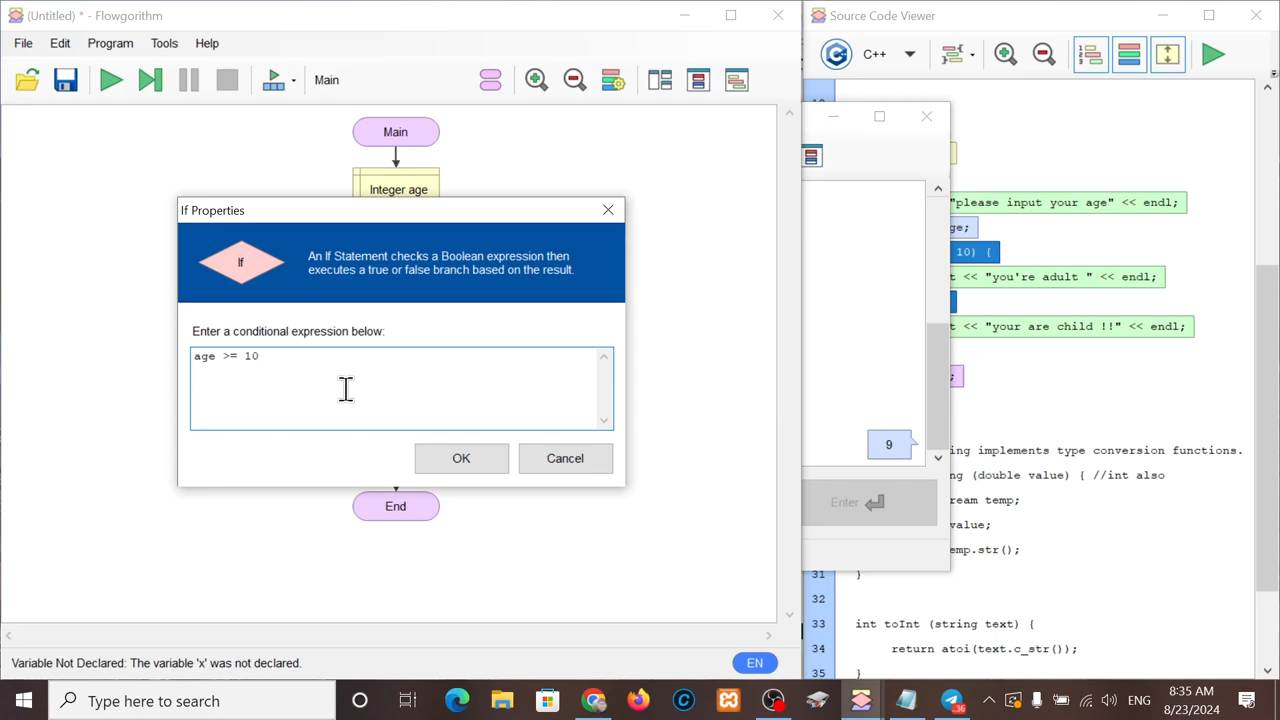 (Untitled) * - Flowgorithm
File Edit Program Tools Help
Main
Main
Integer age
If Properties
If
An If Statement checks a Boolean expression then
executes a true or false branch based on the result.
Enter a conditional expression below:
age >= 10
OK Cancel
End
Variable Not Declared: The variable 'x' was not declared.
EN
9
Enter
Source Code Viewer
C++
"please input your age" << endl;
ge;
10) {
t << "you're adult " << endl;
t << "your are child !!" << endl;
;
ng implements type conversion functions.
ng (double value) { //int also
ream temp;
value;
emp.str();
31 }
32
33 int toInt (string text) {
34 return atoi(text.c_str());
35 }
Type here to search
36
ENG
8:35 AM
8/23/2024